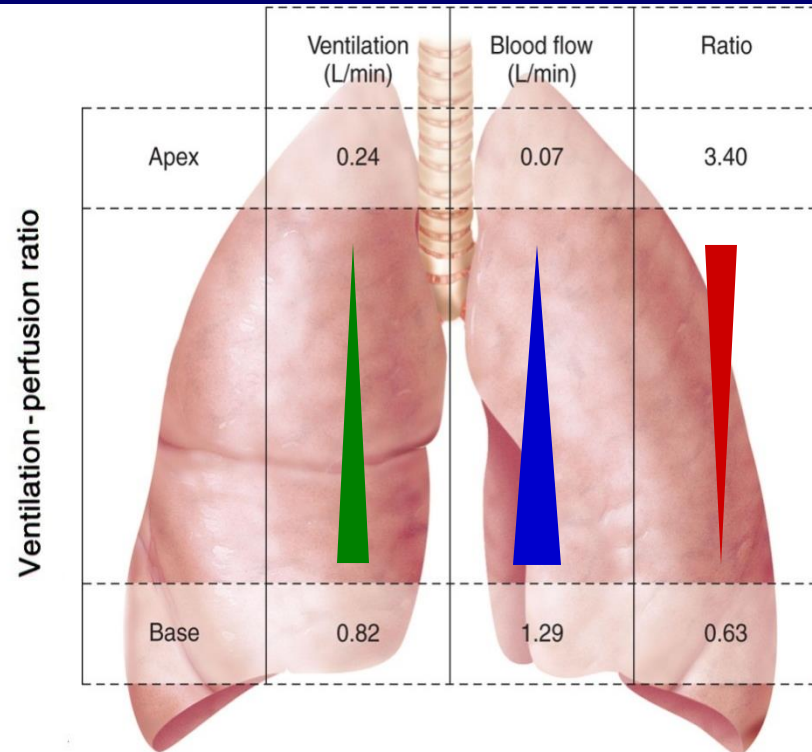 Ventilation
(L/min)
Blood flow
(L/min)
Ratio
Apex
0.24
0.07
3.40
Ventilation-perfusion ratio
Base
0.82
1.29
0.63